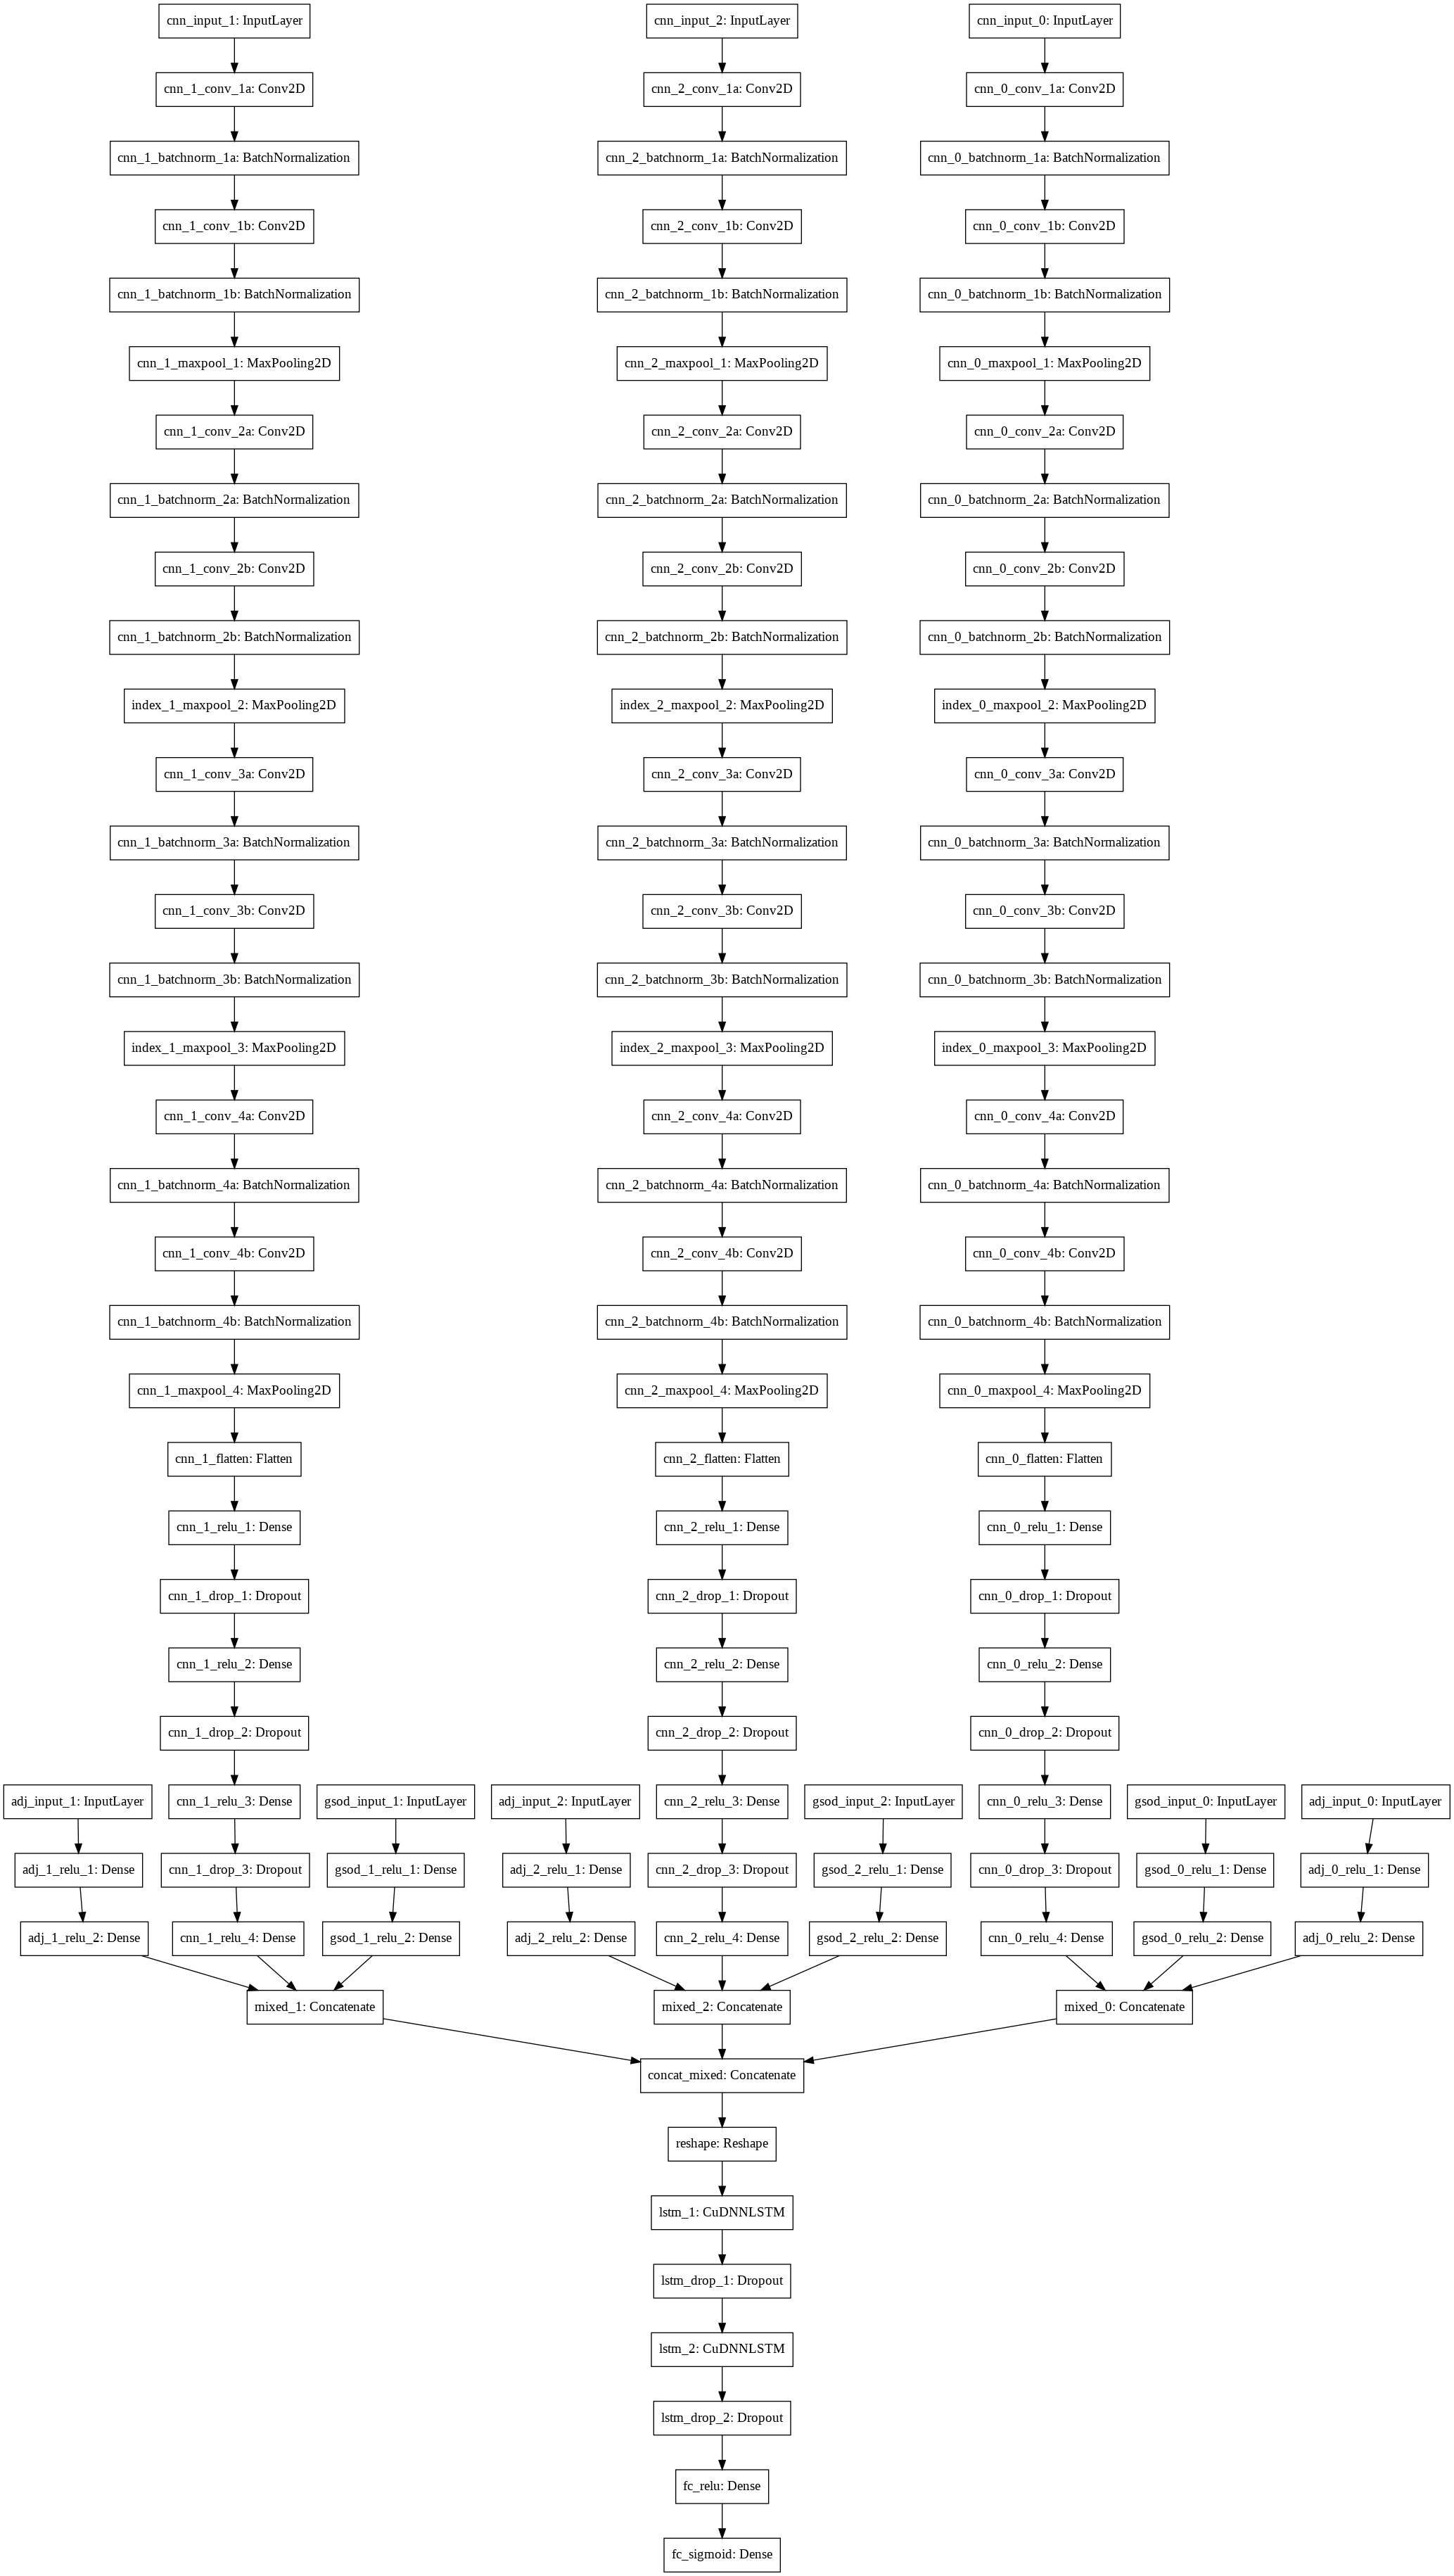 cnn_input_1: InputLayer
cnn_input_2: InputLayer
cnn_input_0: InputLayer
cnn_1_conv_1a: Conv2D
cnn_2_conv_1a: Conv2D
cnn_0_conv_1a: Conv2D
cnn_1_batchnorm_1a: BatchNormalization
cnn_2_batchnorm_1a: BatchNormalization
cnn_0_batchnorm_1a: BatchNormalization
cnn_1_conv_1b: Conv2D
cnn_2_conv_1b: Conv2D
cnn_0_conv_1b: Conv2D
cnn_1_batchnorm_1b: BatchNormalization
cnn_2_batchnorm_1b: BatchNormalization
cnn_0_batchnorm_1b: BatchNormalization
cnn_1_maxpool_1: MaxPooling2D
cnn_2_maxpool_1: MaxPooling2D
cnn_0_maxpool_1: MaxPooling2D
cnn_1_conv_2a: Conv2D
cnn_2_conv_2a: Conv2D
cnn_0_conv_2a: Conv2D
cnn_1_batchnorm_2a: BatchNormalization
cnn_2_batchnorm_2a: BatchNormalization
cnn_0_batchnorm_2a: BatchNormalization
cnn_1_conv_2b: Conv2D
cnn_2_conv_2b: Conv2D
cnn_0_conv_2b: Conv2D
cnn_1_batchnorm_2b: BatchNormalization
cnn_2_batchnorm_2b: BatchNormalization
cnn_0_batchnorm_2b: BatchNormalization
index_1_maxpool_2: MaxPooling2D
index_2_maxpool_2: MaxPooling2D
index_0_maxpool_2: MaxPooling2D
cnn_1_conv_3a: Conv2D
cnn_2_conv_3a: Conv2D
cnn_0_conv_3a: Conv2D
cnn_1_batchnorm_3a: BatchNormalization
cnn_2_batchnorm_3a: BatchNormalization
cnn_0_batchnorm_3a: BatchNormalization
cnn_1_conv_3b: Conv2D
cnn_2_conv_3b: Conv2D
cnn_0_conv_3b: Conv2D
cnn_1_batchnorm_3b: BatchNormalization
cnn_2_batchnorm_3b: BatchNormalization
cnn_0_batchnorm_3b: BatchNormalization
index_1_maxpool_3: MaxPooling2D
index_2_maxpool_3: MaxPooling2D
index_0_maxpool_3: MaxPooling2D
cnn_1_conv_4a: Conv2D
cnn_2_conv_4a: Conv2D
cnn_0_conv_4a: Conv2D
cnn_1_batchnorm_4a: BatchNormalization
cnn_2_batchnorm_4a: BatchNormalization
cnn_0_batchnorm_4a: BatchNormalization
cnn_1_conv_4b: Conv2D
cnn_2_conv_4b: Conv2D
cnn_0_conv_4b: Conv2D
cnn_1_batchnorm_4b: BatchNormalization
cnn_2_batchnorm_4b: BatchNormalization
cnn_0_batchnorm_4b: BatchNormalization
cnn_1_maxpool_4: MaxPooling2D
cnn_2_maxpool_4: MaxPooling2D
cnn_0_maxpool_4: MaxPooling2D
cnn_1_flatten: Flatten
cnn_2_flatten: Flatten
cnn_0_flatten: Flatten
cnn_1_relu_1: Dense
cnn_2_relu_1: Dense
cnn_0_relu_1: Dense
cnn_1_drop_1: Dropout
cnn_2_drop_1: Dropout
cnn_0_drop_1: Dropout
cnn_1_relu_2: Dense
cnn_2_relu_2: Dense
cnn_0_relu_2: Dense
cnn_1_drop_2: Dropout
cnn_2_drop_2: Dropout
cnn_0_drop_2: Dropout
adj_input_1: InputLayer
cnn_1_relu_3: Dense
gsod_input_1: InputLayer
adj_input_2: InputLayer
cnn_2_relu_3: Dense
gsod_input_2: InputLayer
cnn_0_relu_3: Dense
gsod_input_0: InputLayer
adj_input_0: InputLayer
adj_1_relu_1: Dense
cnn_1_drop_3: Dropout
gsod_1_relu_1: Dense
adj_2_relu_1: Dense
cnn_2_drop_3: Dropout
gsod_2_relu_1: Dense
cnn_0_drop_3: Dropout
gsod_0_relu_1: Dense
adj_0_relu_1: Dense
adj_1_relu_2: Dense
cnn_1_relu_4: Dense
gsod_1_relu_2: Dense
adj_2_relu_2: Dense
cnn_2_relu_4: Dense
gsod_2_relu_2: Dense
cnn_0_relu_4: Dense
gsod_0_relu_2: Dense
adj_0_relu_2: Dense
mixed_1: Concatenate
mixed_2: Concatenate
mixed_0: Concatenate
concat_mixed: Concatenate
reshape: Reshape
lstm_1: CuDNNLSTM
lstm_drop_1: Dropout
lstm_2: CuDNNLSTM
lstm_drop_2: Dropout
fc_relu: Dense
fc_sigmoid: Dense